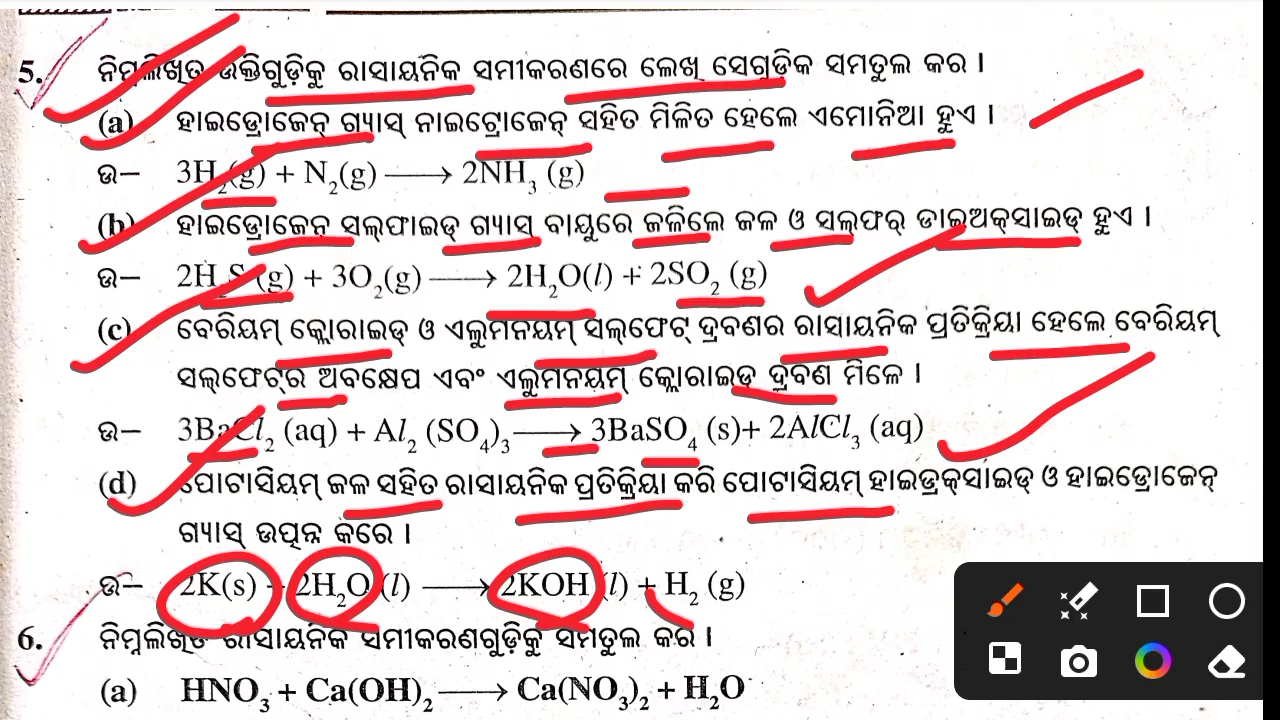 5. ନିମ୍ନଲିଖିତ ଉକ୍ତିଗୁଡ଼ିକୁ ରାସାୟନିକ ସମୀକରଣରେ ଲେଖି ସେଗୁଡିକ ସମତୁଲ କର ।
(a) ହାଇଡ୍ରୋଜେନ୍ ଗ୍ୟାସ୍ ନାଇଟ୍ରୋଜେନ୍ ସହିତ ମିଳିତ ହେଲେ ଏମୋନିଆ ହୁଏ ।
ଉ– 3H₂(g) + N₂(g) ⟶ 2NH₃ (g)
(b) ହାଇଡ୍ରୋଜେନ୍ ସଲ୍‌ଫାଇଡ୍ ଗ୍ୟାସ୍ ବାୟୁରେ ଜଳିଲେ ଜଳ ଓ ସଲ୍‌ଫର୍ ଡାଇଅକ୍‌ସାଇଡ୍ ହୁଏ ।
ଉ– 2H₂S (g) + 3O₂(g) ⟶ 2H₂O(l) + 2SO₂ (g)
(c) ବେରିୟମ୍ କ୍ଲୋରାଇଡ୍ ଓ ଏଲୁମିନୟମ୍ ସଲ୍‌ଫେଟ୍ ଦ୍ରବଣର ରାସାୟନିକ ପ୍ରତିକ୍ରିୟା ହେଲେ ବେରିୟମ୍
ସଲ୍‌ଫେଟ୍‌ର ଅବକ୍ଷେପ ଏବଂ ଏଲୁମିନୟମ୍ କ୍ଲୋରାଇଡ୍ ଦ୍ରବଣ ମିଳେ ।
ଉ– 3BaCl₂ (aq) + Al₂ (SO₄)₃ ⟶ 3BaSO₄ (s)+ 2AlCl₃ (aq)
(d) ପୋଟାସିୟମ୍ ଜଳ ସହିତ ରାସାୟନିକ ପ୍ରତିକ୍ରିୟା କରି ପୋଟାସିୟମ୍ ହାଇଡ୍ରକ୍‌ସାଇଡ୍ ଓ ହାଇଡ୍ରୋଜେନ୍
ଗ୍ୟାସ୍ ଉତ୍ପନ୍ନ କରେ ।
ଉ– 2K(s) + 2H₂O (l) ⟶ 2KOH (l) + H₂ (g)
6. ନିମ୍ନଲିଖିତ ରାସାୟନିକ ସମୀକରଣଗୁଡ଼ିକୁ ସମତୁଲ କର ।
(a) HNO₃ + Ca(OH)₂ ⟶ Ca(NO₃)₂ + H₂O